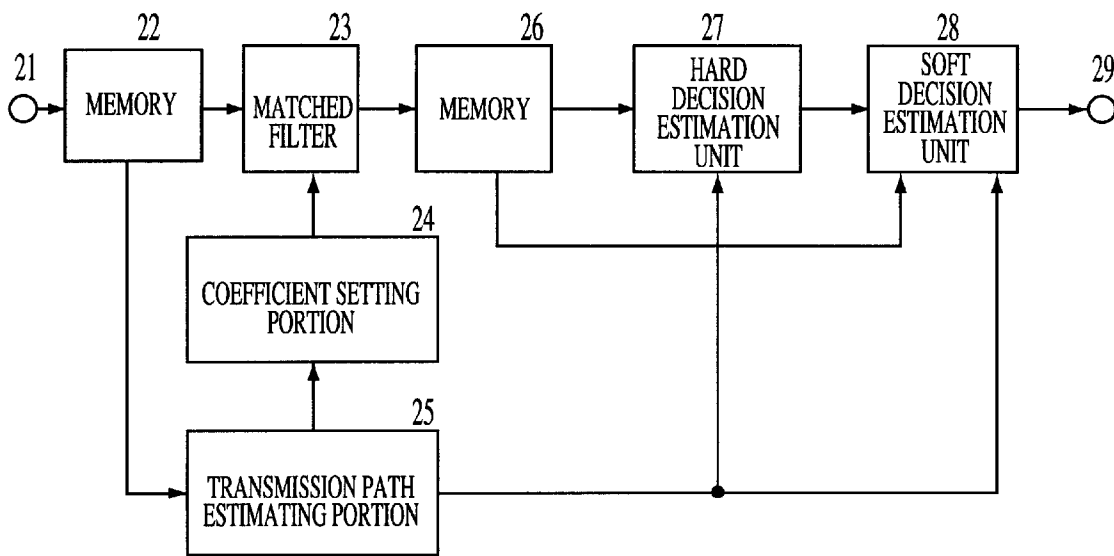 21
22
MEMORY
23
MATCHED
FILTER
26
MEMORY
27
HARD
DECISION
ESTIMATION
UNIT
28
SOFT
DECISION
ESTIMATION
UNIT
29
24
COEFFICIENT SETTING
PORTION
25
TRANSMISSION PATH
ESTIMATING PORTION